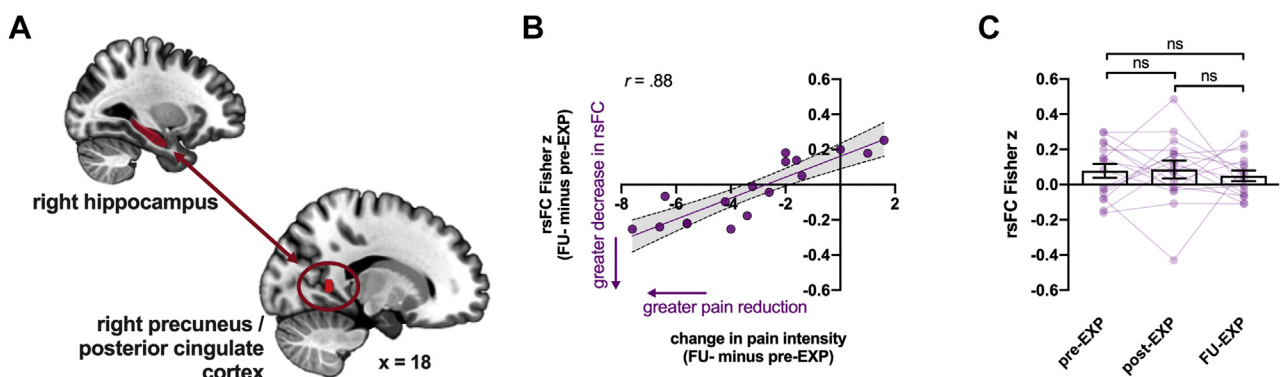 A
right hippocampus
right precuneus /
posterior cingulate
cortex
x = 18
B
r = .88
rsFC Fisher z
(FU- minus pre-EXP)
greater decrease in rsFC
0.6
0.4
0.2
-8
-6
-4
-2
0
2
-0.2
-0.4
-0.6
greater pain reduction
change in pain intensity
(FU- minus pre-EXP)
C
ns
ns
ns
rsFC Fisher z
0.6
0.4
0.2
0.0
-0.2
-0.4
-0.6
pre-EXP
post-EXP
FU-EXP